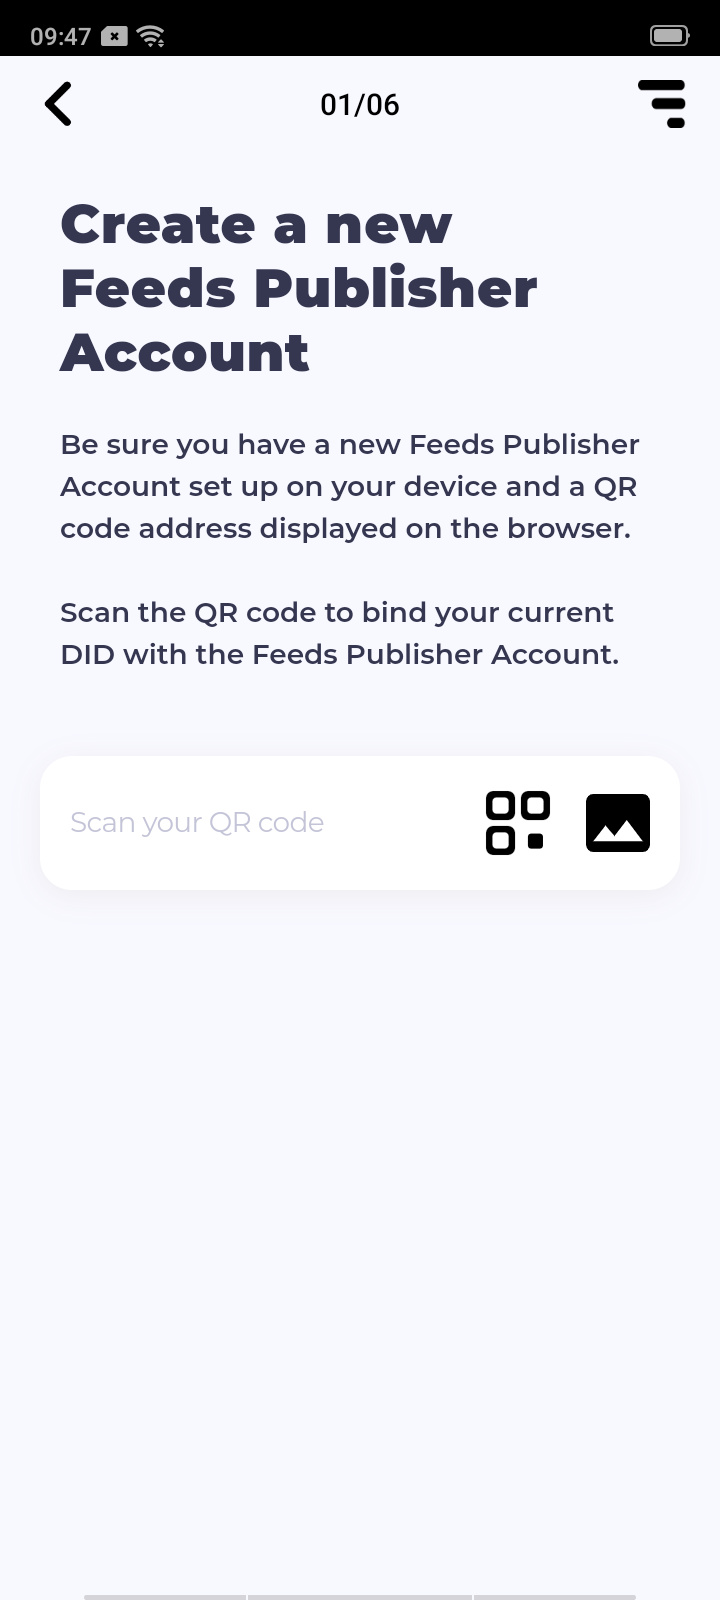 09:47
01/06
Create a new
Feeds Publisher
Account
Be sure you have a new Feeds Publisher
Account set up on your device and a QR
code address displayed on the browser.
Scan the QR code to bind your current
DID with the Feeds Publisher Account.
Scan your QR code